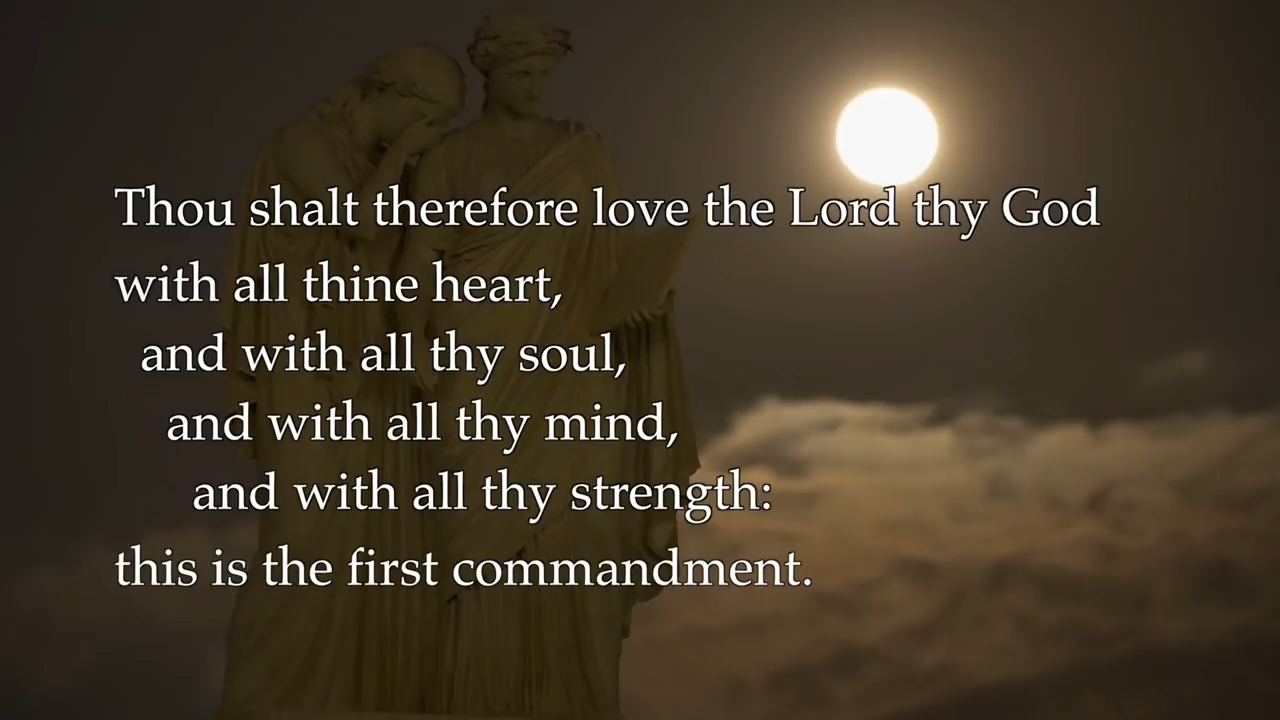 Thou shalt therefore love the Lord thy God
with all thine heart,
and with all thy soul,
and with all thy mind,
and with all thy strength:
this is the first commandment.